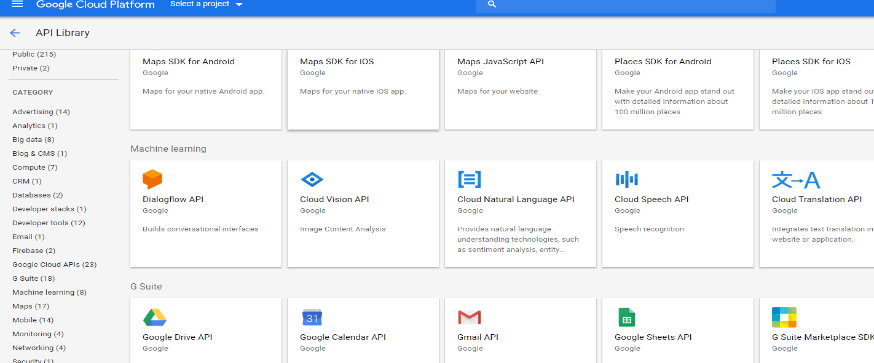 Google Cloud Platform
Select a project
API Library
Public (215)
Private (2)
CATEGORY
Advertising (14)
Analytics (1)
Big data (8)
Blog & CMS (1)
Compute (7)
CRM (1)
Databases (2)
Developer stacks (1)
Developer tools (12)
Email (1)
Firebase (2)
Google Cloud APIs (23)
G Suite (18)
Machine learning (8)
Maps (17)
Mobile (14)
Monitoring (4)
Networking (4)
Security (1)
Maps SDK for Android
Google
Maps for your native Android app.
Maps SDK for iOS
Google
Maps for your native iOS app.
Maps JavaScript API
Google
Maps for your website
Places SDK for Android
Google
Make your Android app stand out
with detailed information about
100 million places
Places SDK for iOS
Google
Make your iOS app stand out
with detailed information about 1
million places
Machine learning
Dialogflow API
Google
Builds conversational interfaces
Cloud Vision API
Google
Image Content Analysis
Cloud Natural Language API
Google
Provides natural language
understanding technologies, such
as sentiment analysis, entity...
Cloud Speech API
Google
Speech recognition
文→A
Cloud Translation API
Google
Integrates text translation in
website or application.
G Suite
Google Drive API
Google
31
Google Calendar API
Google
Gmail API
Google
Google Sheets API
Google
G Suite Marketplace SDK
Google